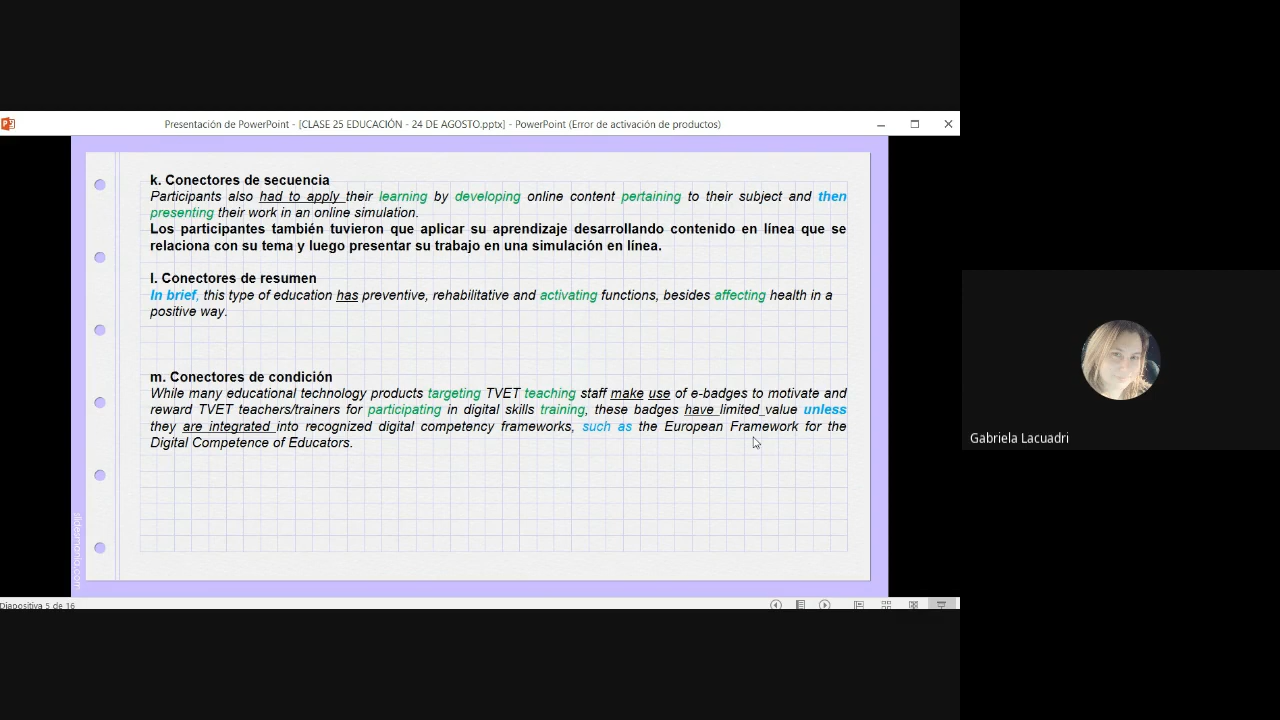 Presentación de PowerPoint - [CLASE 25 EDUCACIÓN - 24 DE AGOSTO.pptx] - PowerPoint (Error de activación de productos)
k. Conectores de secuencia
Participants also had to apply their learning by developing online content pertaining to their subject and then
presenting their work in an online simulation.
Los participantes también tuvieron que aplicar su aprendizaje desarrollando contenido en línea que se
relaciona con su tema y luego presentar su trabajo en una simulación en línea.
l. Conectores de resumen
In brief, this type of education has preventive, rehabilitative and activating functions, besides affecting health in a
positive way.
m. Conectores de condición
While many educational technology products targeting TVET teaching staff make use of e-badges to motivate and
reward TVET teachers/trainers for participating in digital skills training, these badges have limited value unless
they are integrated into recognized digital competency frameworks, such as the European Framework for the
Digital Competence of Educators.
slidesmania.com
Diapositiva 5 de 16
Gabriela Lacuadri